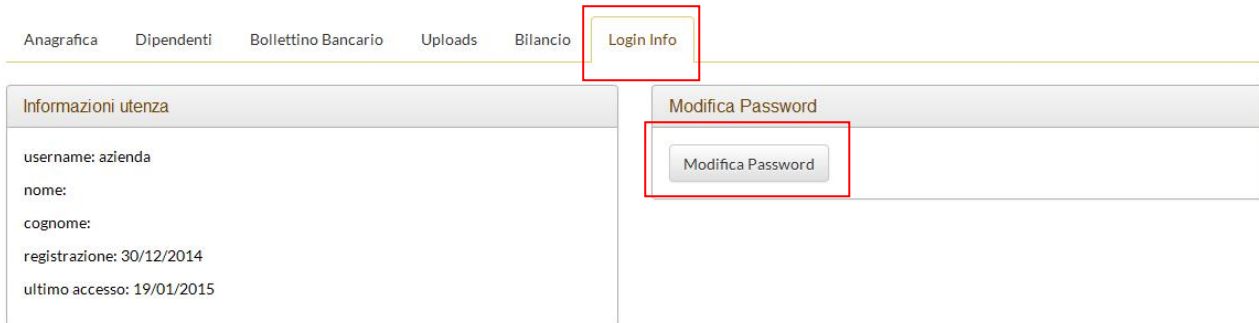 Anagrafica Dipendenti Bollettino Bancario Uploads Bilancio Login Info
Informazioni utenza
username: azienda
nome:
cognome:
registrazione: 30/12/2014
ultimo accesso: 19/01/2015
Modifica Password
Modifica Password